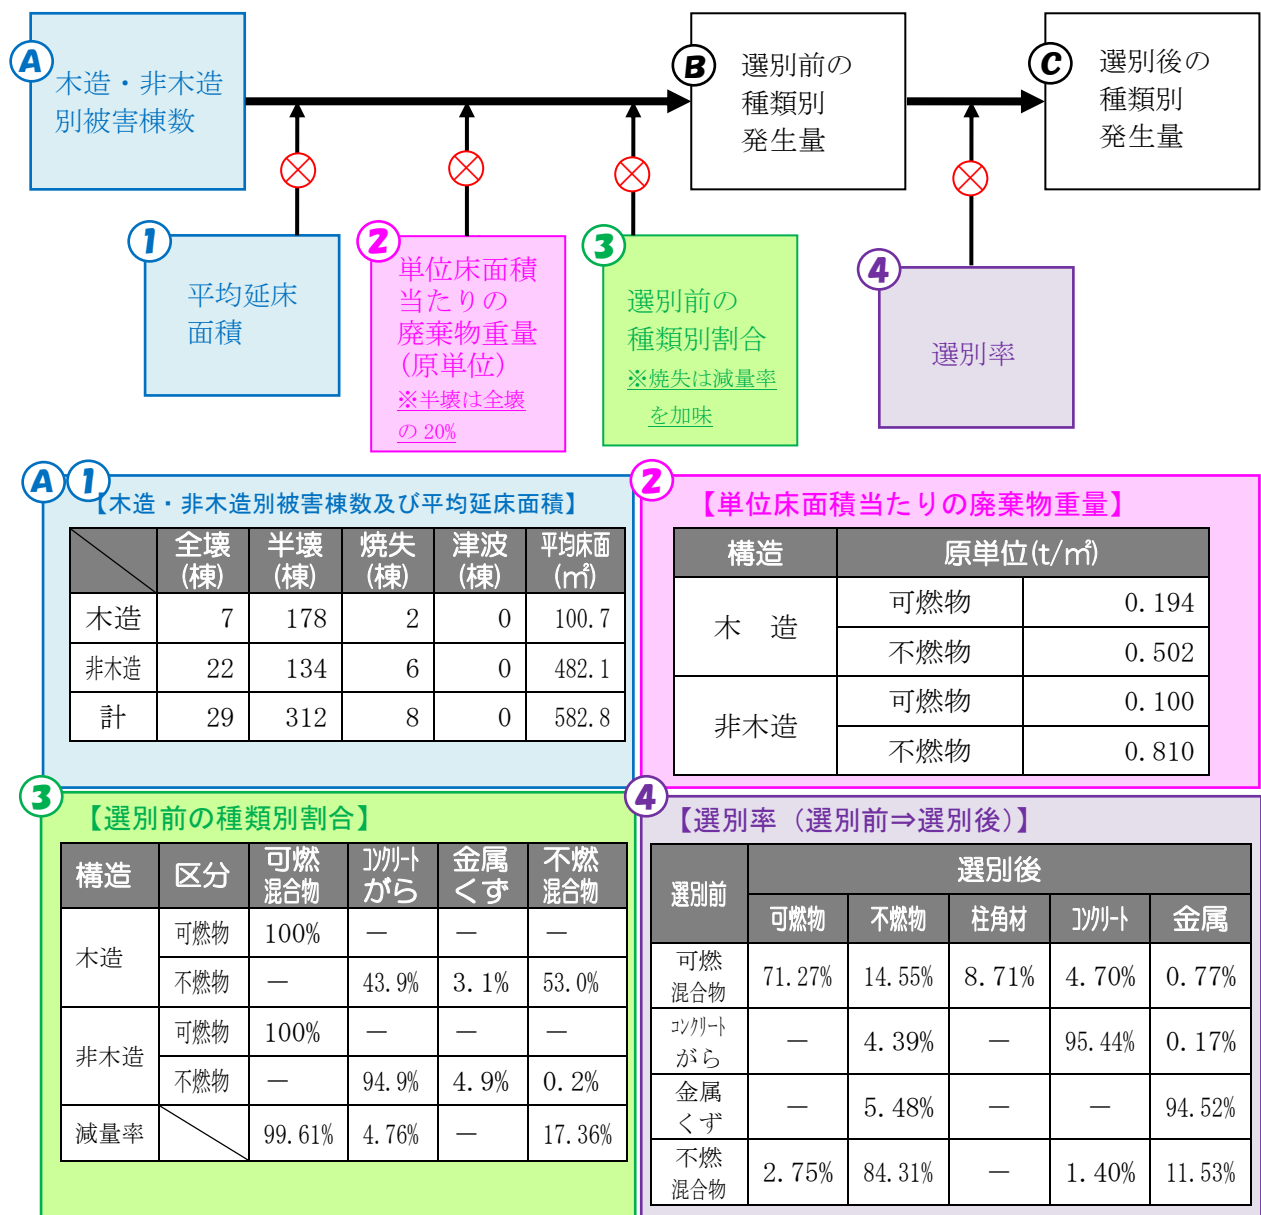 A
木造・非木造
別被害棟数
B
選別前の
種類別
発生量
C
選別後の
種類別
発生量
1
平均延床
面積
2
単位床面積
当たりの
廃棄物重量
(原単位)
※半壊は全壊
の 20%
3
選別前の
種類別割合
※焼失は減量率
を加味
4
選別率
A 1
【木造・非木造別被害棟数及び平均延床面積】
全壊 半壊 焼失 津波 平均床面
(棟) (棟) (棟) (棟) (㎡)
木造 7 178 2 0 100.7
非木造 22 134 6 0 482.1
計 29 312 8 0 582.8
2
【単位床面積当たりの廃棄物重量】
構造 原単位(t/㎡)
木 造 可燃物 0.194
不燃物 0.502
非木造 可燃物 0.100
不燃物 0.810
3
【選別前の種類別割合】
構造 区分 可燃混合物 コンクリートがら 金属くず 不燃混合物
木造 可燃物 100% － － －
不燃物 － 43.9% 3.1% 53.0%
非木造 可燃物 100% － － －
不燃物 － 94.9% 4.9% 0.2%
減量率 99.61% 4.76% － 17.36%
4
【選別率（選別前⇒選別後）】
選別前 選別後
可燃物 不燃物 柱角材 コンクリート 金属
可燃混合物 71.27% 14.55% 8.71% 4.70% 0.77%
コンクリートがら － 4.39% － 95.44% 0.17%
金属くず － 5.48% － － 94.52%
不燃混合物 2.75% 84.31% － 1.40% 11.53%